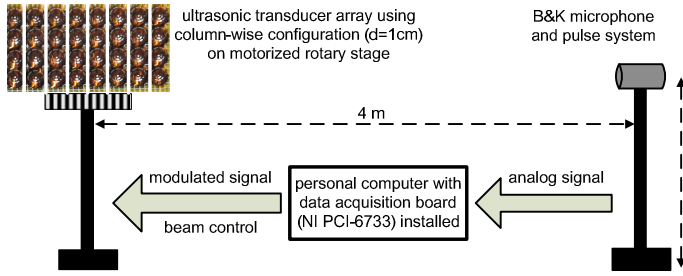 ultrasonic transducer array using
column-wise configuration (d=1cm)
on motorized rotary stage
B&K microphone
and pulse system
4 m
modulated signal
beam control
personal computer with
data acquisition board
(NI PCI-6733) installed
analog signal